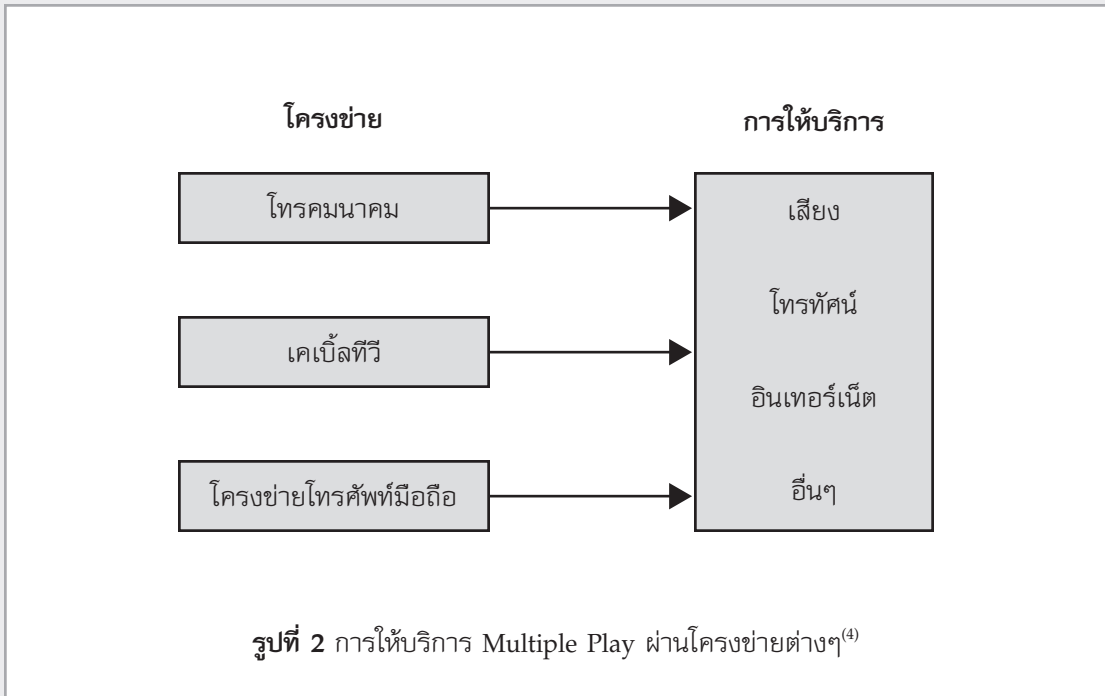 โครงข่าย
การให้บริการ
โทรคมนาคม
เคเบิ้ลทีวี
โครงข่ายโทรศัพท์มือถือ
เสียง
โทรทัศน์
อินเทอร์เน็ต
อื่นๆ
รูปที่ 2 การให้บริการ Multiple Play ผ่านโครงข่ายต่างๆ(4)